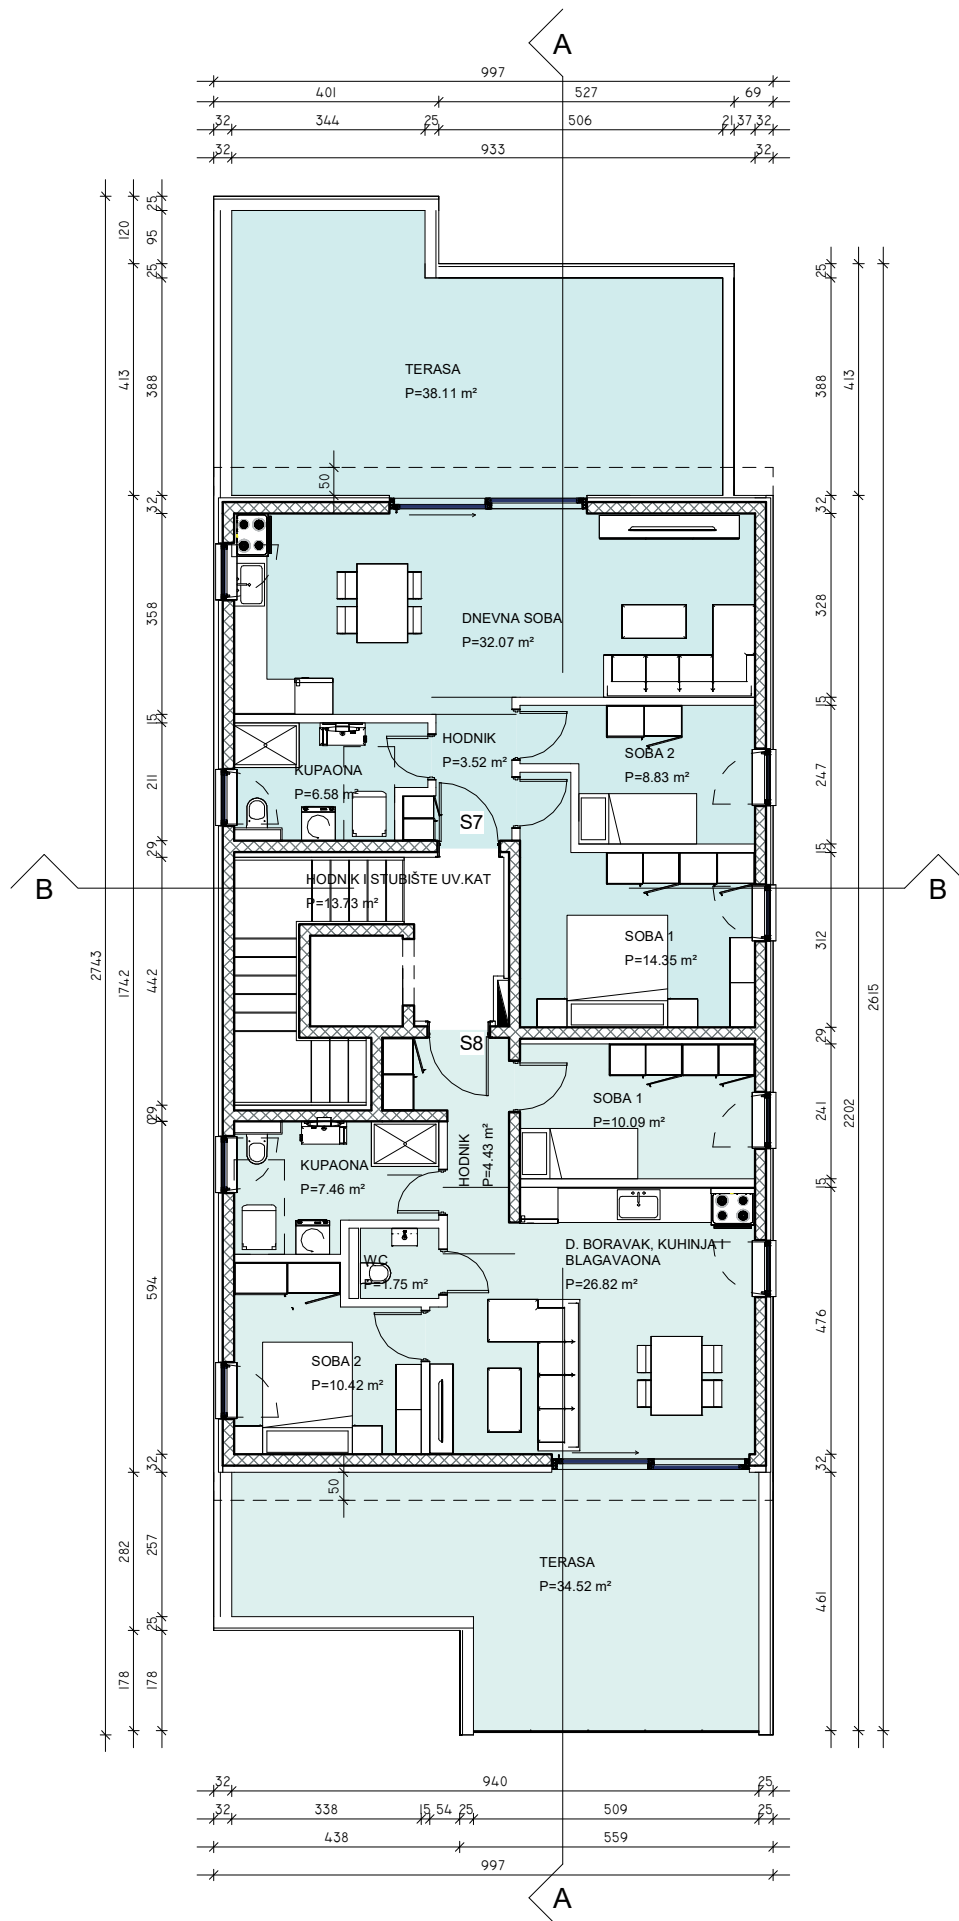 A
997
401
527
69
32
344
25
506
21
37
32
32
933
32
25
120
95
25
25
413
388
388
413
TERASA
P=38.11 m²
50
32
32
2743
1742
358
328
2615
DNEVNA SOBA
P=32.07 m²
15
15
HODNIK
P=3.52 m²
SOBA 2
P=8.83 m²
KUPAONA
P=6.58 m²
211
247
S7
29
15
B
HODNIK I STUBIŠTE UV.KAT
P=13.73 m²
B
SOBA 1
P=14.35 m²
442
312
29
S8
SOBA 1
P=10.09 m²
241
2202
29
HODNIK
P=4.43 m²
KUPAONA
P=7.46 m²
15
D. BORAVAK, KUHINJA I
BLAGAVAONA
P=26.82 m²
WC
P=1.75 m²
594
476
SOBA 2
P=10.42 m²
32
32
50
282
257
TERASA
P=34.52 m²
461
25
178
178
32
940
25
32
338
15
54
25
509
25
438
559
997
A